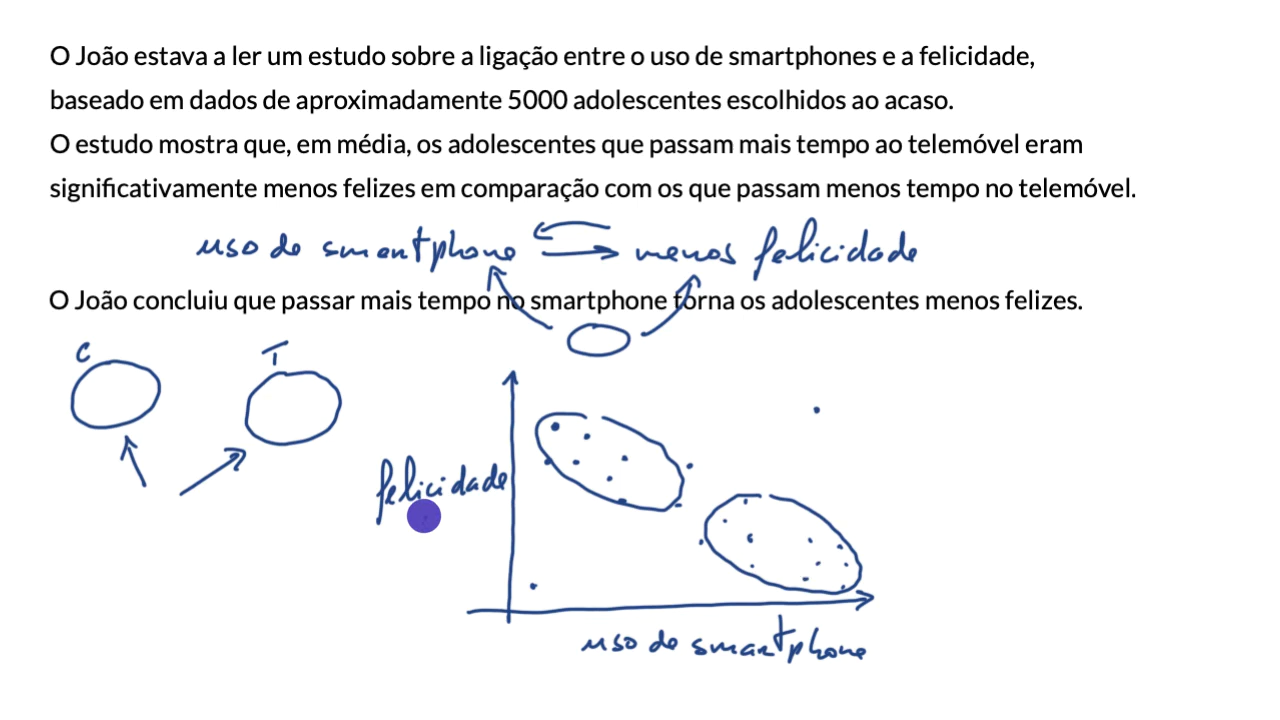 O João estava a ler um estudo sobre a ligação entre o uso de smartphones e a felicidade,
baseado em dados de aproximadamente 5000 adolescentes escolhidos ao acaso.
O estudo mostra que, em média, os adolescentes que passam mais tempo ao telemóvel eram
significativamente menos felizes em comparação com os que passam menos tempo no telemóvel.
uso de smartphone menos felicidade
O João concluiu que passar mais tempo no smartphone torna os adolescentes menos felizes.
C T
felicidade
uso de smartphone